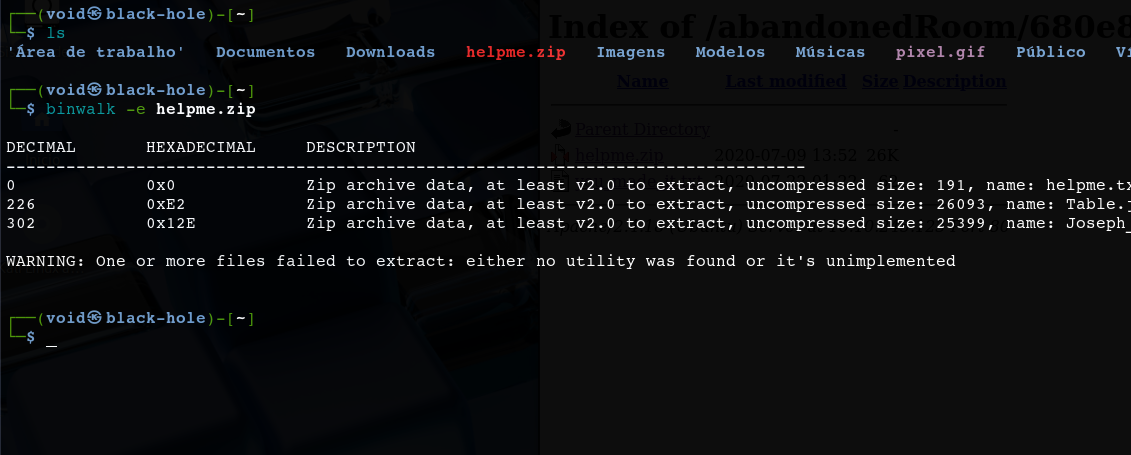 ┌──(void㉿black-hole)-[~]
└─$ ls
'Área de trabalho' Documentos Downloads helpme.zip Imagens Modelos Músicas pixel.gif Público
┌──(void㉿black-hole)-[~]
└─$ binwalk -e helpme.zip
DECIMAL HEXADECIMAL DESCRIPTION
--------------------------------------------------------------------------------
0 0x0 Zip archive data, at least v2.0 to extract, uncompressed size: 191, name: helpme.tx
226 0xE2 Zip archive data, at least v2.0 to extract, uncompressed size: 26093, name: Table.j
302 0x12E Zip archive data, at least v2.0 to extract, uncompressed size: 25399, name: Joseph_
WARNING: One or more files failed to extract: either no utility was found or it's unimplemented
┌──(void㉿black-hole)-[~]
└─$ _
Index of /abandonedRoom/680e8
Name Last modified Size Description
Parent Directory -
helpme.zip 2020-07-09 13:52 26K